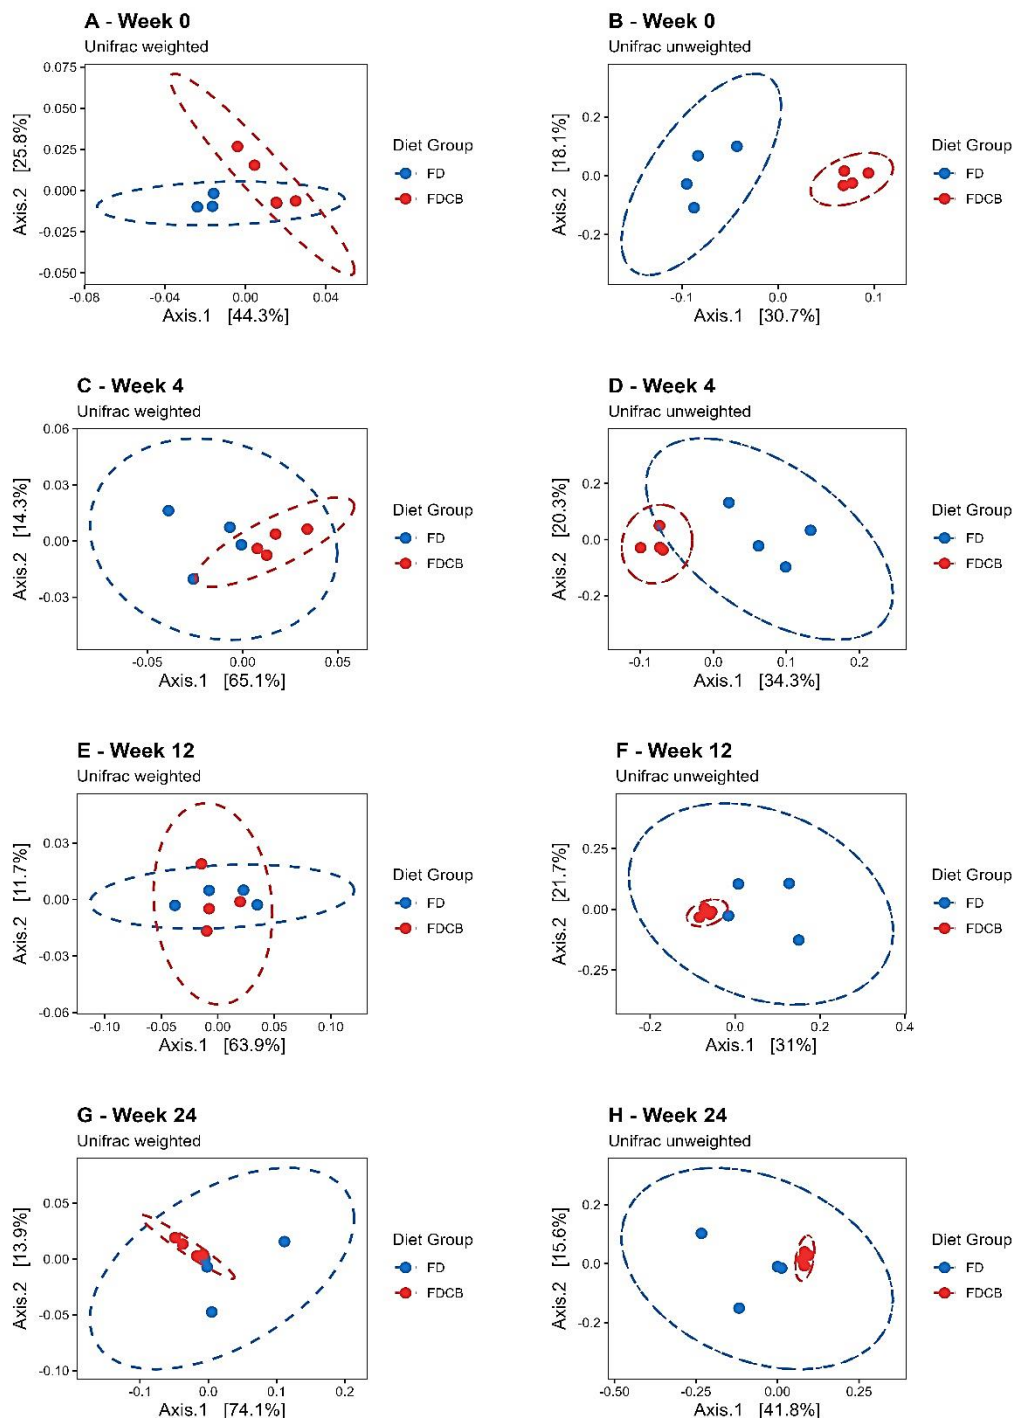 A - Week 0
Unifrac weighted
0.075
0.050
0.025
0.000
-0.025
-0.050
Axis.2 [25.8%]
-0.08 -0.04 0.00 0.04
Axis.1 [44.3%]
Diet Group
FD
FDCB
B - Week 0
Unifrac unweighted
0.2
0.0
-0.2
Axis.2 [18.1%]
-0.1 0.0 0.1
Axis.1 [30.7%]
Diet Group
FD
FDCB
C - Week 4
Unifrac weighted
0.06
0.03
0.00
-0.03
Axis.2 [14.3%]
-0.05 0.00 0.05
Axis.1 [65.1%]
Diet Group
FD
FDCB
D - Week 4
Unifrac unweighted
0.2
0.0
-0.2
Axis.2 [20.3%]
-0.1 0.0 0.1 0.2
Axis.1 [34.3%]
Diet Group
FD
FDCB
E - Week 12
Unifrac weighted
0.03
0.00
-0.03
-0.06
Axis.2 [11.7%]
-0.10 -0.05 0.00 0.05 0.10
Axis.1 [63.9%]
Diet Group
FD
FDCB
F - Week 12
Unifrac unweighted
0.25
0.00
-0.25
Axis.2 [21.7%]
-0.2 0.0 0.2 0.4
Axis.1 [31%]
Diet Group
FD
FDCB
G - Week 24
Unifrac weighted
0.05
0.00
-0.05
-0.10
Axis.2 [13.9%]
-0.1 0.0 0.1 0.2
Axis.1 [74.1%]
Diet Group
FD
FDCB
H - Week 24
Unifrac unweighted
0.2
0.0
-0.2
Axis.2 [15.6%]
-0.50 -0.25 0.00 0.25
Axis.1 [41.8%]
Diet Group
FD
FDCB